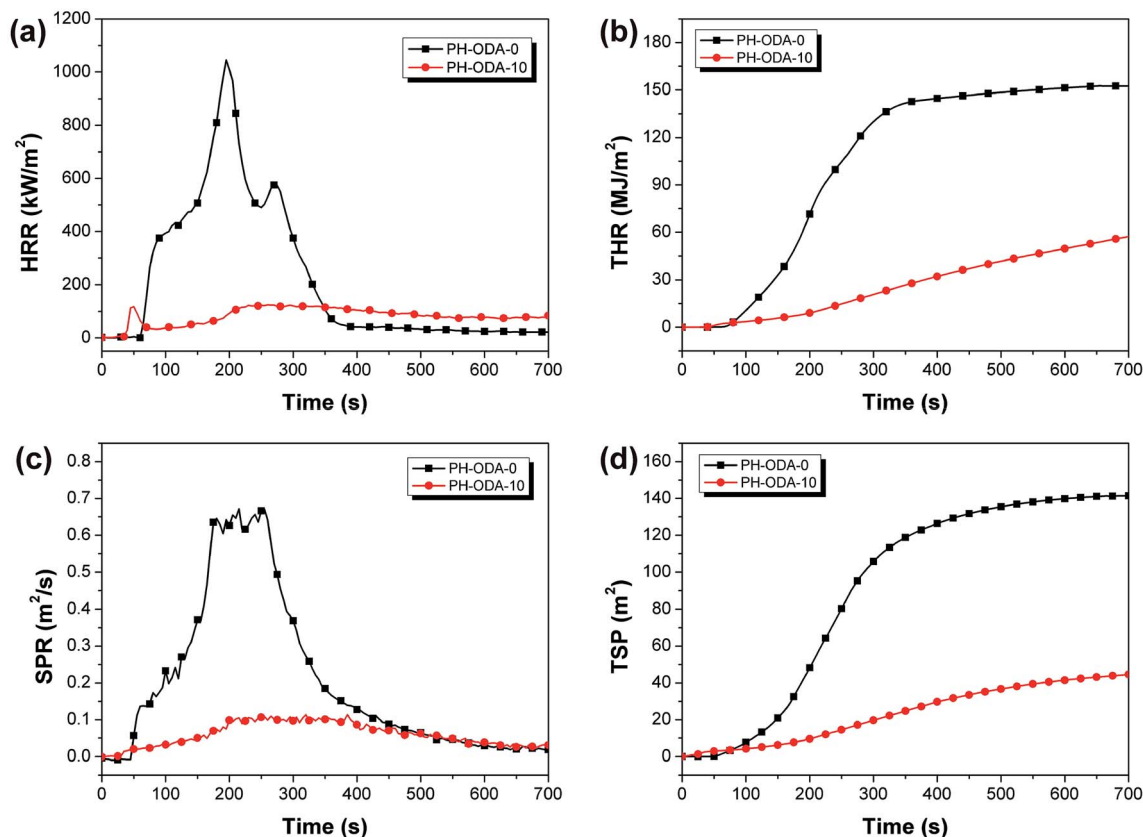 (a)
1200
1000
800
600
400
200
0
HRR (kW/m²)
PH-ODA-0
PH-ODA-10
0 100 200 300 400 500 600 700
Time (s)
(b)
180
150
120
90
60
30
0
THR (MJ/m²)
PH-ODA-0
PH-ODA-10
0 100 200 300 400 500 600 700
Time (s)
(c)
0.8
0.7
0.6
0.5
0.4
0.3
0.2
0.1
0.0
SPR (m²/s)
PH-ODA-0
PH-ODA-10
0 100 200 300 400 500 600 700
Time (s)
(d)
160
140
120
100
80
60
40
20
0
TSP (m²)
PH-ODA-0
PH-ODA-10
0 100 200 300 400 500 600 700
Time (s)